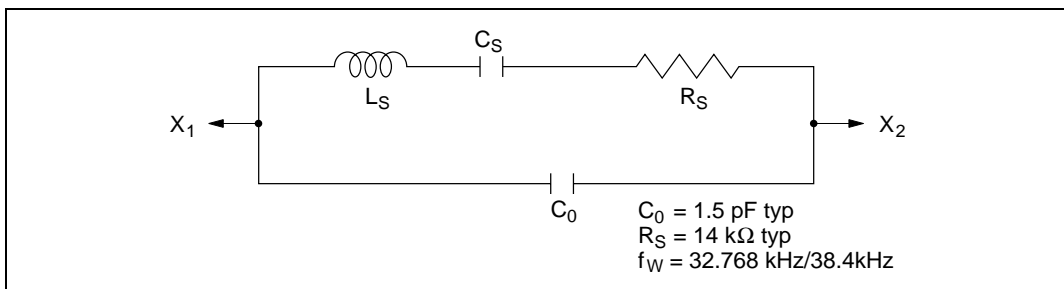 C_S
L_S
R_S
X_1
X_2
C_0
C_0 = 1.5 pF typ
R_S = 14 kΩ typ
f_W = 32.768 kHz/38.4kHz